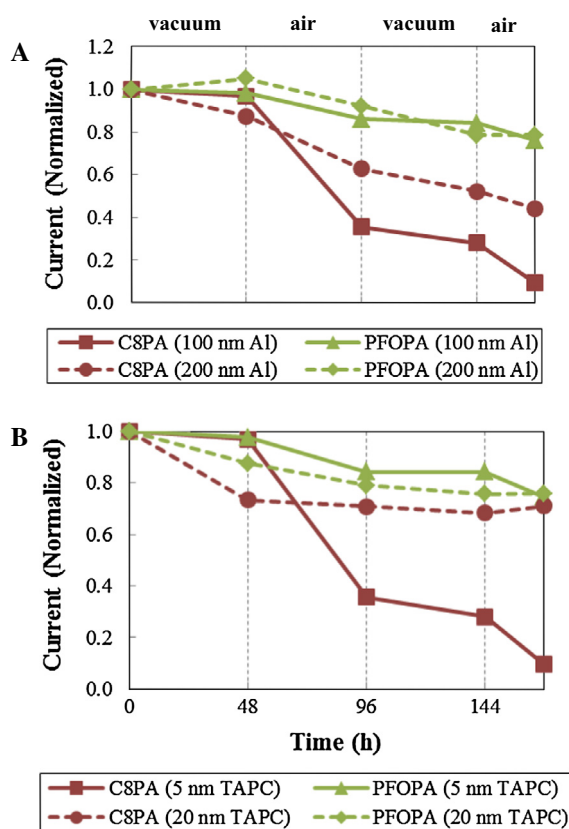 vacuum air vacuum air
A
1.2
1.0
0.8
0.6
0.4
0.2
0.0
Current (Normalized)
C8PA (100 nm Al) PFOPA (100 nm Al)
C8PA (200 nm Al) PFOPA (200 nm Al)
B
1.0
0.8
0.6
0.4
0.2
0.0
Current (Normalized)
0 48 96 144
Time (h)
C8PA (5 nm TAPC) PFOPA (5 nm TAPC)
C8PA (20 nm TAPC) PFOPA (20 nm TAPC)